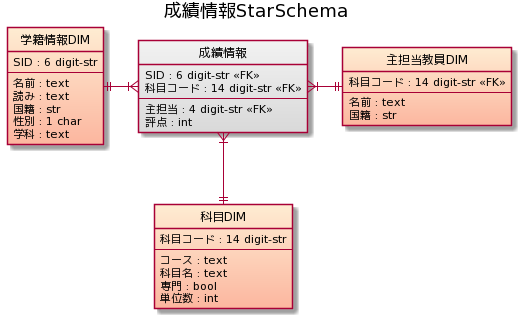 成績情報StarSchema
学籍情報DIM
SID : 6 digit-str
名前 : text
読み : text
国籍 : str
性別 : 1 char
学科 : text
成績情報
SID : 6 digit-str «FK»
科目コード : 14 digit-str «FK»
主担当 : 4 digit-str «FK»
評点 : int
主担当教員DIM
科目コード : 14 digit-str «FK»
名前 : text
国籍 : str
科目DIM
科目コード : 14 digit-str
コース : text
科目名 : text
専門 : bool
単位数 : int